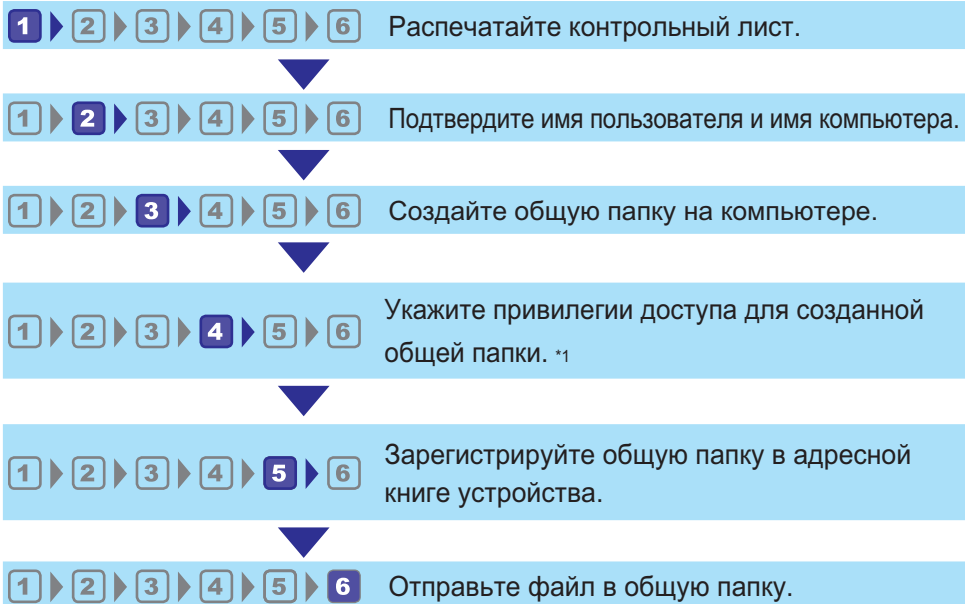 1 2 3 4 5 6 Распечатайте контрольный лист.
1 2 3 4 5 6 Подтвердите имя пользователя и имя компьютера.
1 2 3 4 5 6 Создайте общую папку на компьютере.
1 2 3 4 5 6 Укажите привилегии доступа для созданной
общей папки. *1
1 2 3 4 5 6 Зарегистрируйте общую папку в адресной
книге устройства.
1 2 3 4 5 6 Отправьте файл в общую папку.